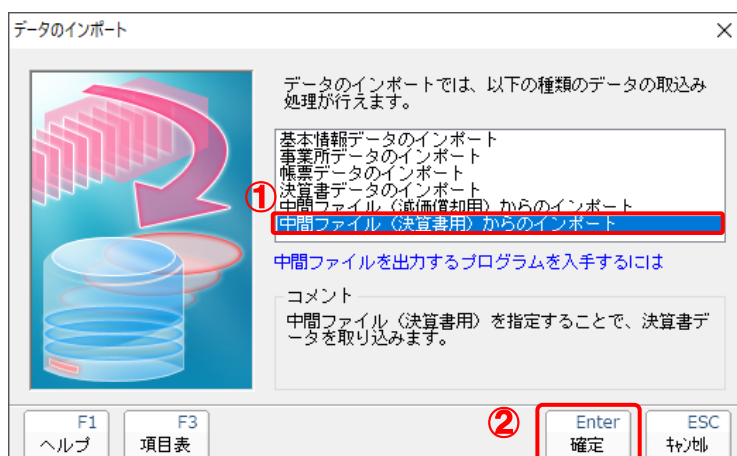 データのインポート
データのインポートでは、以下の種類のデータの取込み
処理が行えます。
基本情報データのインポート
事業所データのインポート
帳票データのインポート
決算書データのインポート
①
中間ファイル（減価償却用）からのインポート
中間ファイル（決算書用）からのインポート
中間ファイルを出力するプログラムを入手するには
コメント
中間ファイル（決算書用）を指定することで、決算書デ
ータを取り込みます。
F1
ヘルプ
F3
項目表
②
Enter
確定
ESC
ｷｬﾝｾﾙ